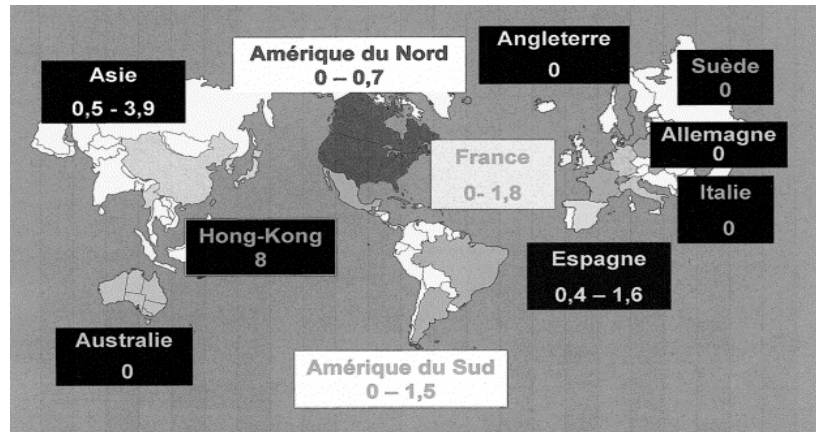 Asie
0,5 - 3,9
Amérique du Nord
0 – 0,7
Angleterre
0
Suède
0
Allemagne
0
France
0- 1,8
Italie
0
Hong-Kong
8
Espagne
0,4 – 1,6
Australie
0
Amérique du Sud
0 – 1,5